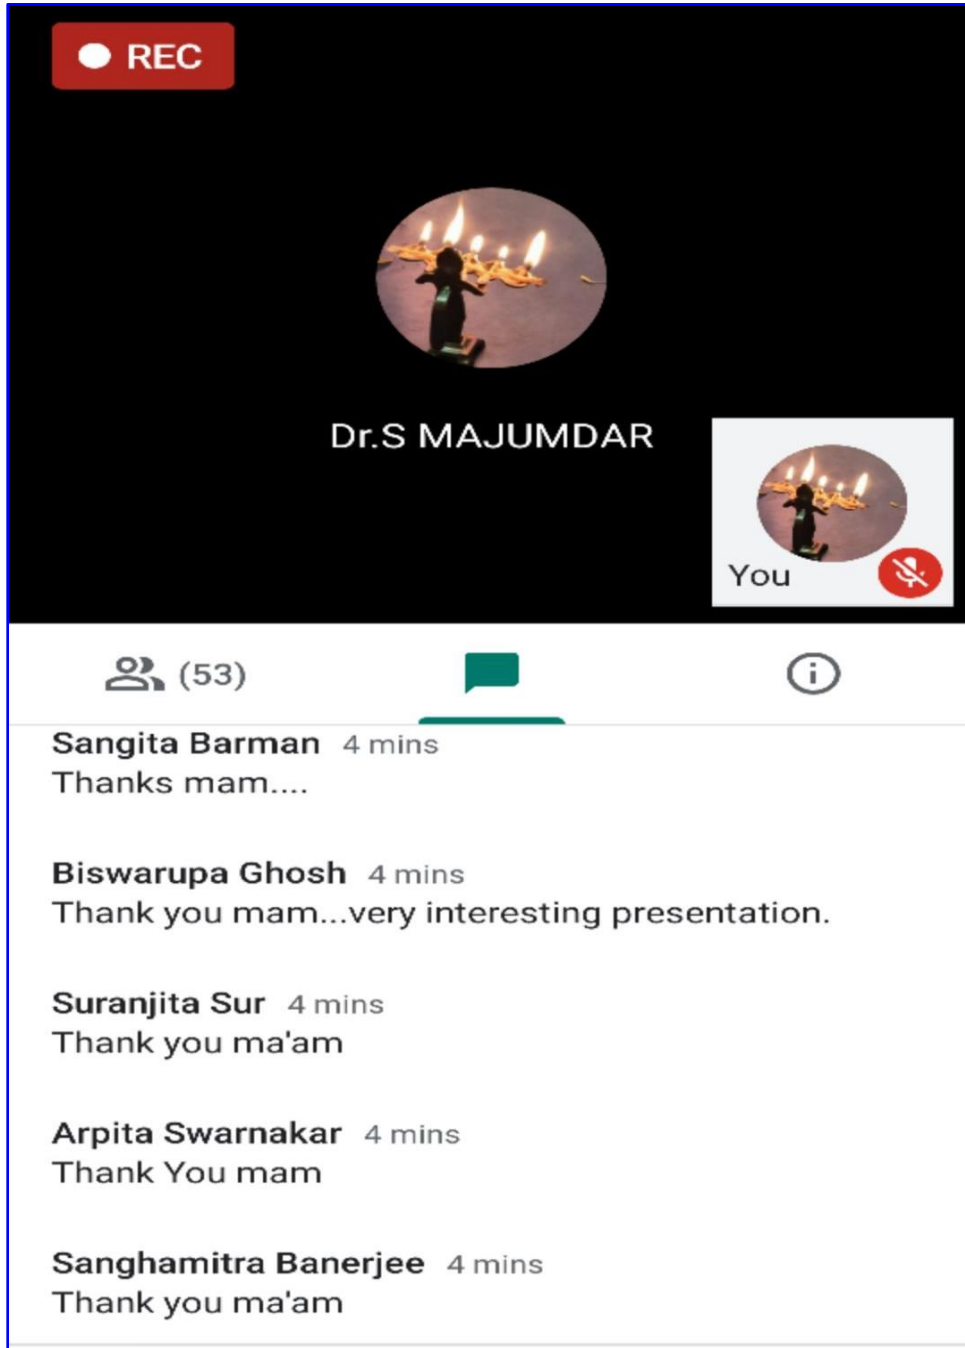 REC
Dr.S MAJUMDAR
You
(53)
Sangita Barman 4 mins
Thanks mam....
Biswarupa Ghosh 4 mins
Thank you mam...very interesting presentation.
Suranjita Sur 4 mins
Thank you ma'am
Arpita Swarnakar 4 mins
Thank You mam
Sanghamitra Banerjee 4 mins
Thank you ma'am